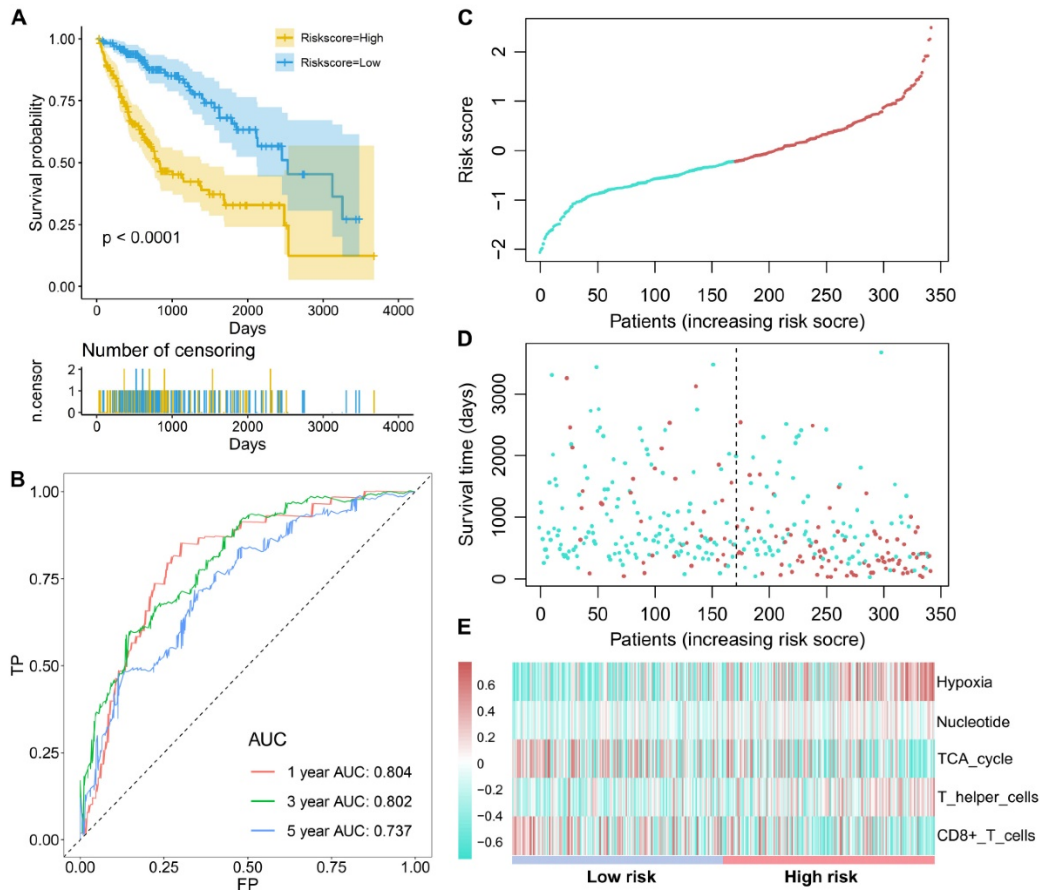 A
1.00
0.75
0.50
0.25
0.00
Survival probability
Riskscore=High
Riskscore=Low
p < 0.0001
0
1000
2000
3000
4000
Days
Number of censoring
n.censor
2
1
0
0
1000
2000
3000
4000
Days
B
1.00
0.75
0.50
0.25
0.00
TP
AUC
1 year AUC: 0.804
3 year AUC: 0.802
5 year AUC: 0.737
0.00
0.25
0.50
0.75
1.00
FP
C
Risk score
2
1
0
−1
−2
0
50
100
150
200
250
300
350
Patients (increasing risk socre)
D
Survival time (days)
3000
2000
1000
0
0
50
100
150
200
250
300
350
Patients (increasing risk socre)
E
0.6
0.4
0.2
0
−0.2
−0.4
−0.6
Hypoxia
Nucleotide
TCA_cycle
T_helper_cells
CD8+_T_cells
Low risk
High risk